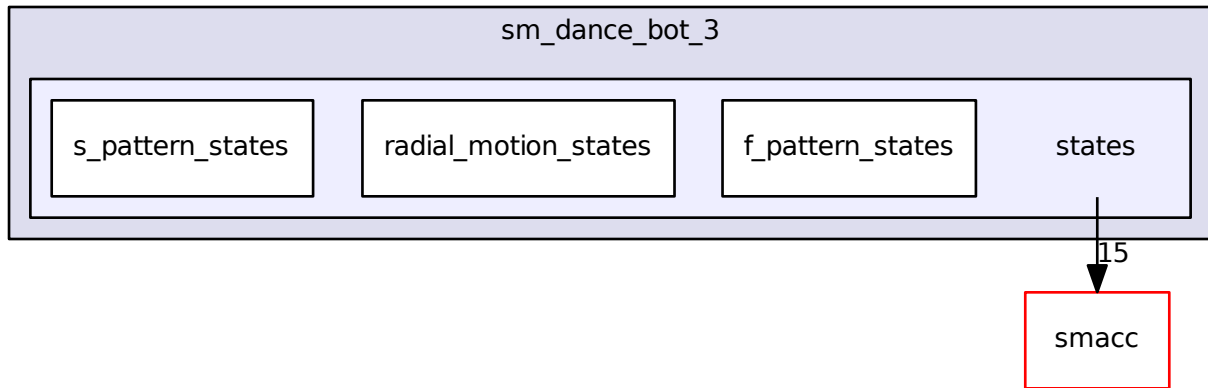 sm_dance_bot_3
s_pattern_states
radial_motion_states
f_pattern_states
states
15
smacc